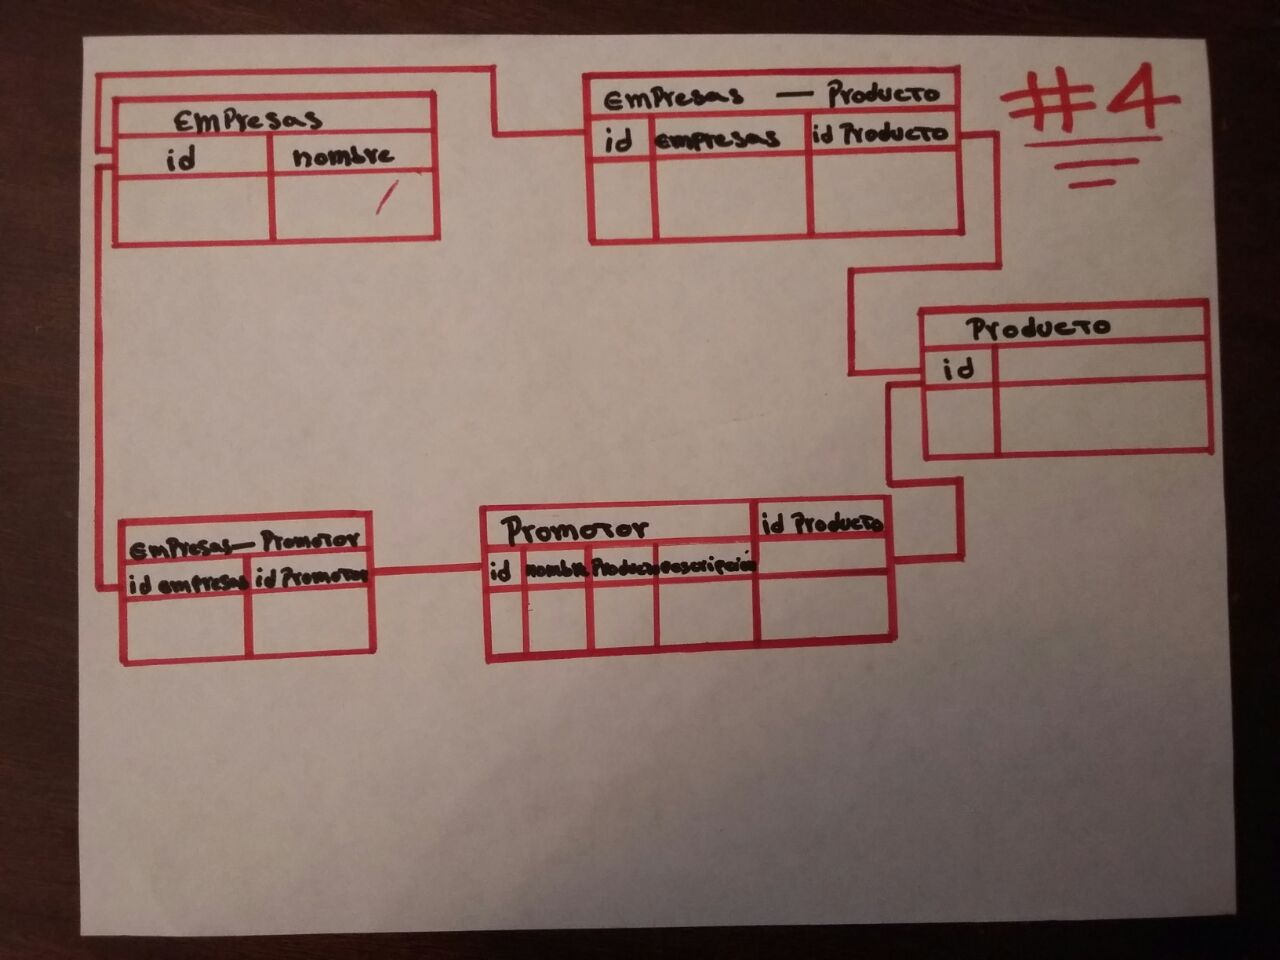 Empresas
id nombre
Empresas — Producto
id empresas id Producto
#4
Producto
id
Empresas — Promotor
id empresas id Promotor
Promotor id Producto
id nombre Producto Descripción